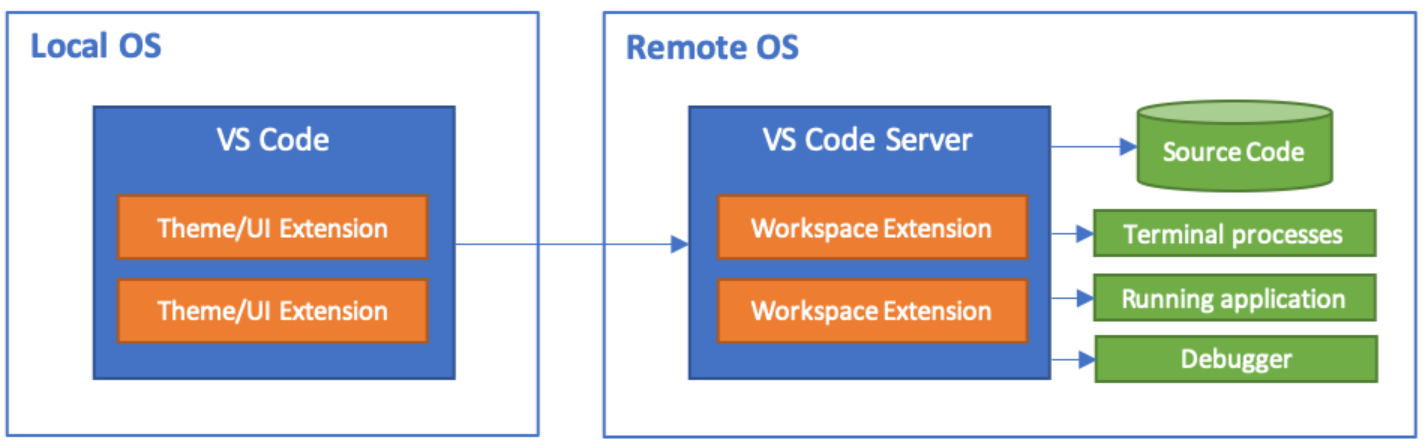 Local OS
VS Code
Theme/UI Extension
Theme/UI Extension
Remote OS
VS Code Server
Workspace Extension
Workspace Extension
Source Code
Terminal processes
Running application
Debugger